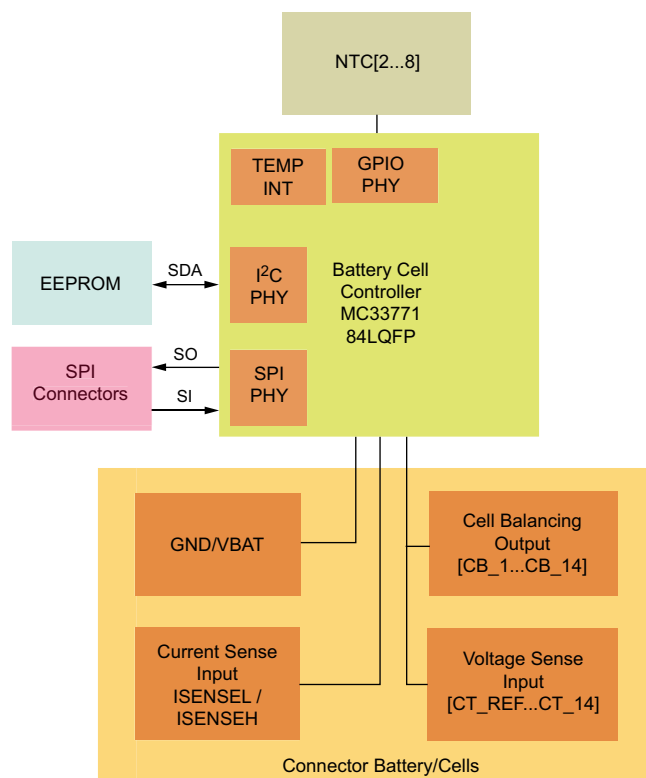 NTC[2...8]
TEMP
INT
GPIO
PHY
EEPROM
SDA
I²C
PHY
Battery Cell
Controller
MC33771
84LQFP
SPI
Connectors
SO
SI
SPI
PHY
GND/VBAT
Cell Balancing
Output
[CB_1...CB_14]
Current Sense
Input
ISENSEL /
ISENSEH
Voltage Sense
Input
[CT_REF...CT_14]
Connector Battery/Cells